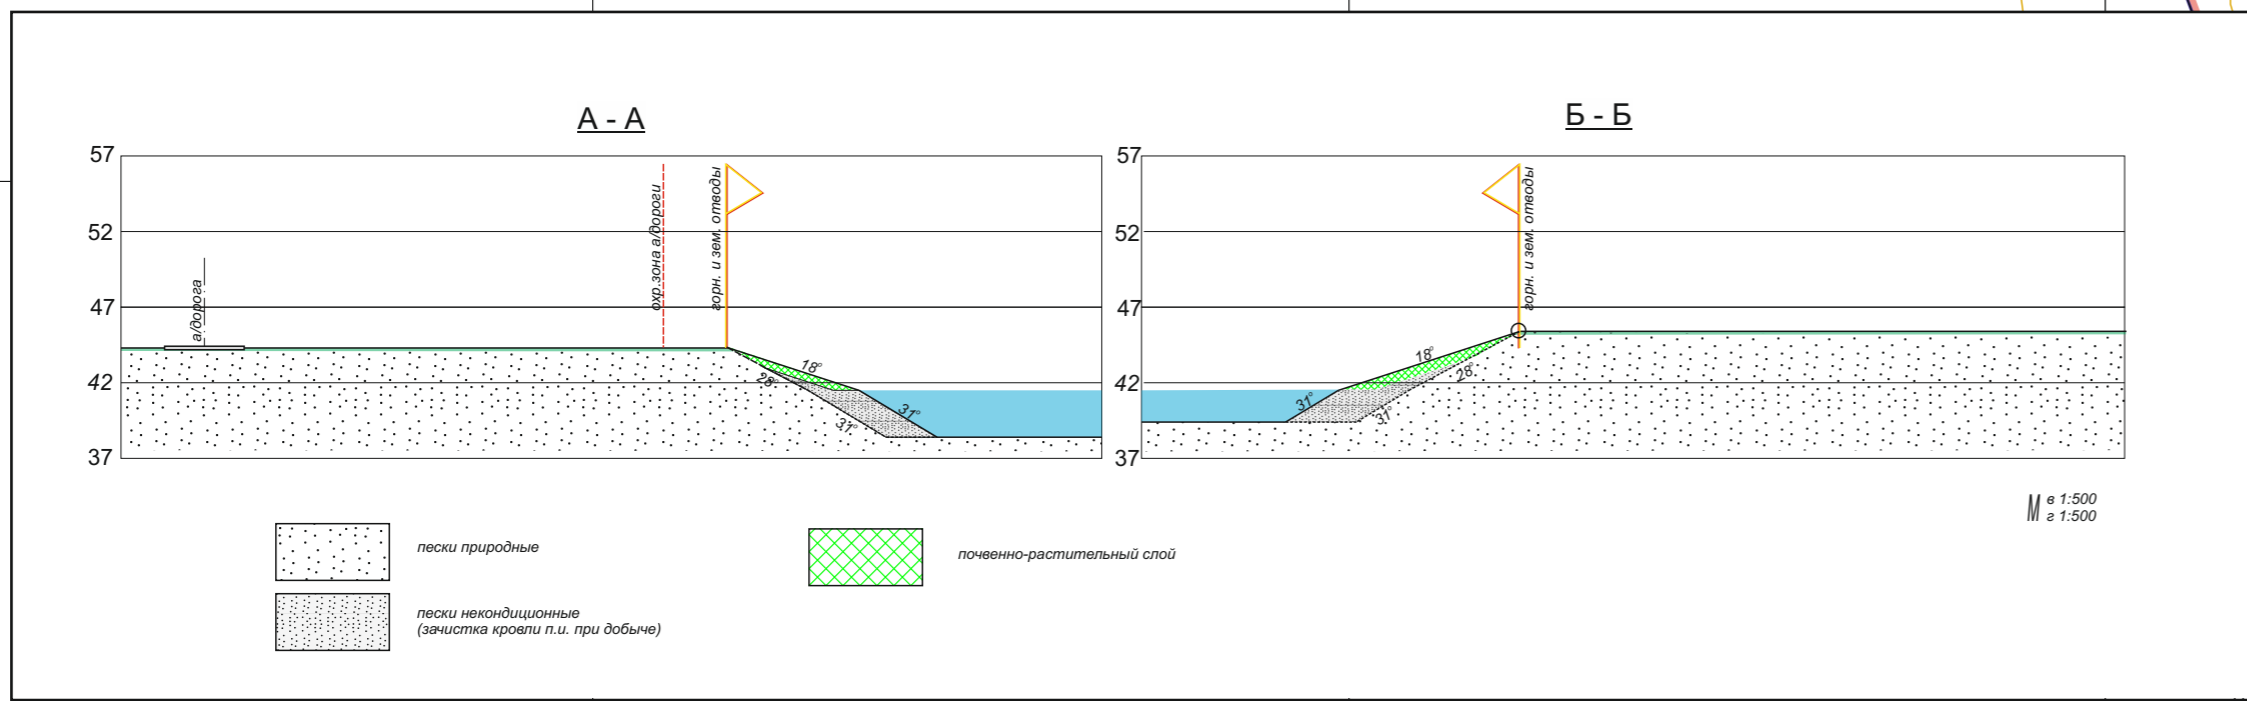 А - А
Б - Б
57
52
47
42
37
а/дорога
охр.зона а/дороги
горн. и зем. отводы
18°
28°
31°
31°
57
52
47
42
37
горн. и зем. отводы
18°
28°
31°
31°
М в 1:500
г 1:500
пески природные
почвенно-растительный слой
пески некондиционные
(зачистка кровли п.и. при добыче)